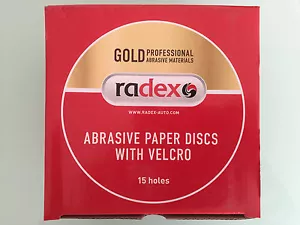 GOLD PROFESSIONAL
ABRASIVE MATERIALS
radex
WWW.RADEX-AUTO.COM
ABRASIVE PAPER DISCS
WITH VELCRO
15 holes